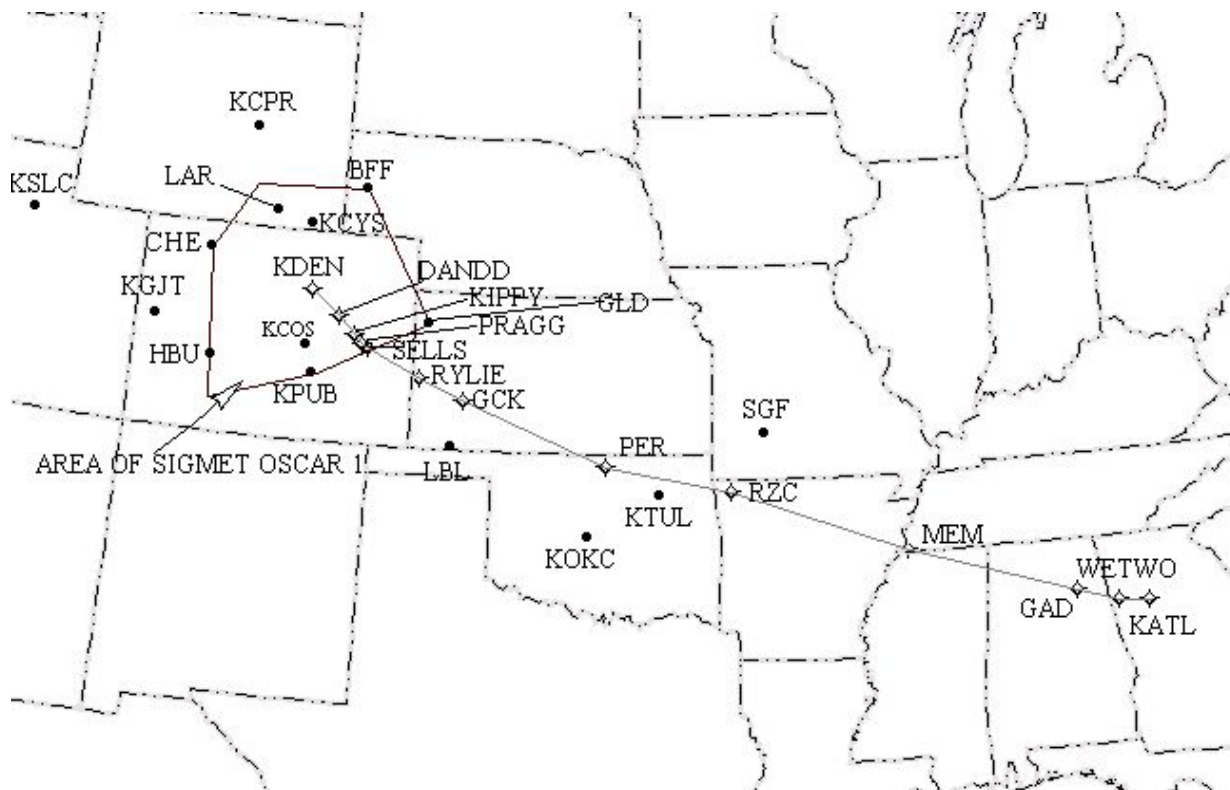 KCPR
BFF
LAR
KSLC
KCYS
CHE
KDEN
DANDD
KGJT
KIPPY
GLD
KCOS
PRAGG
HBU
SELLS
RYLIE
KPUB
GCK
SGF
PER
AREA OF SIGMET OSCAR 1
LBL
RZC
KTUL
MEM
KOKC
WETWO
GAD
KATL